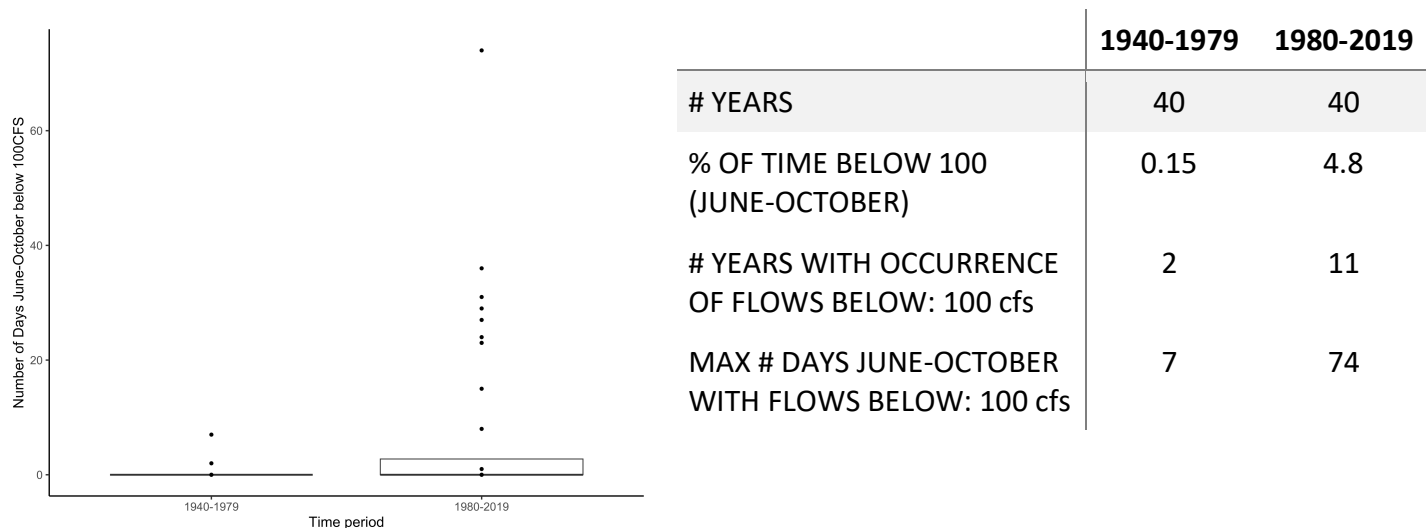 Number of Days June-October below 100CFS
60
40
20
0
1940-1979 1980-2019
Time period
1940-1979 1980-2019
# YEARS 40 40
% OF TIME BELOW 100 0.15 4.8
(JUNE-OCTOBER)
# YEARS WITH OCCURRENCE 2 11
OF FLOWS BELOW: 100 cfs
MAX # DAYS JUNE-OCTOBER 7 74
WITH FLOWS BELOW: 100 cfs